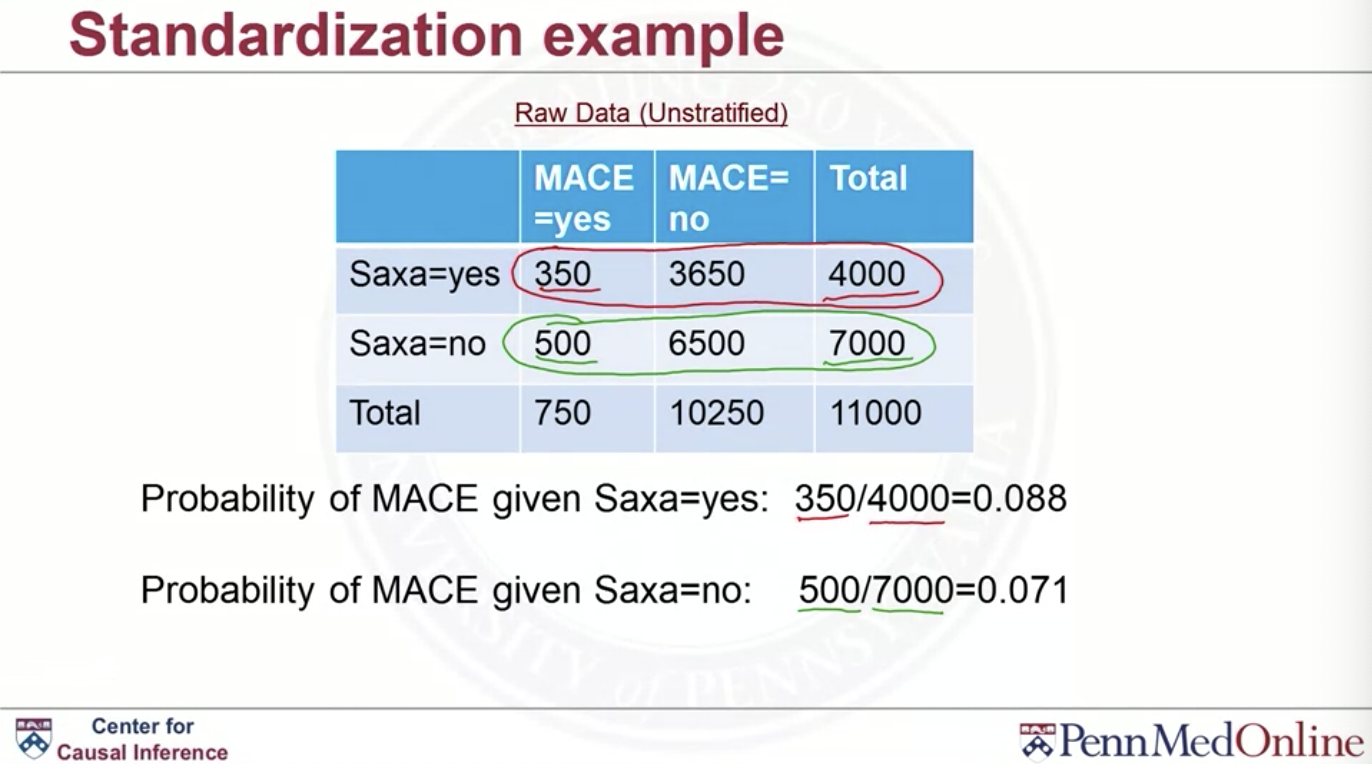 Standardization example
Raw Data (Unstratified)
MACE =yes MACE= no Total
Saxa=yes 350 3650 4000
Saxa=no 500 6500 7000
Total 750 10250 11000
Probability of MACE given Saxa=yes: 350/4000=0.088
Probability of MACE given Saxa=no: 500/7000=0.071
Center for
Causal Inference
PennMedOnline